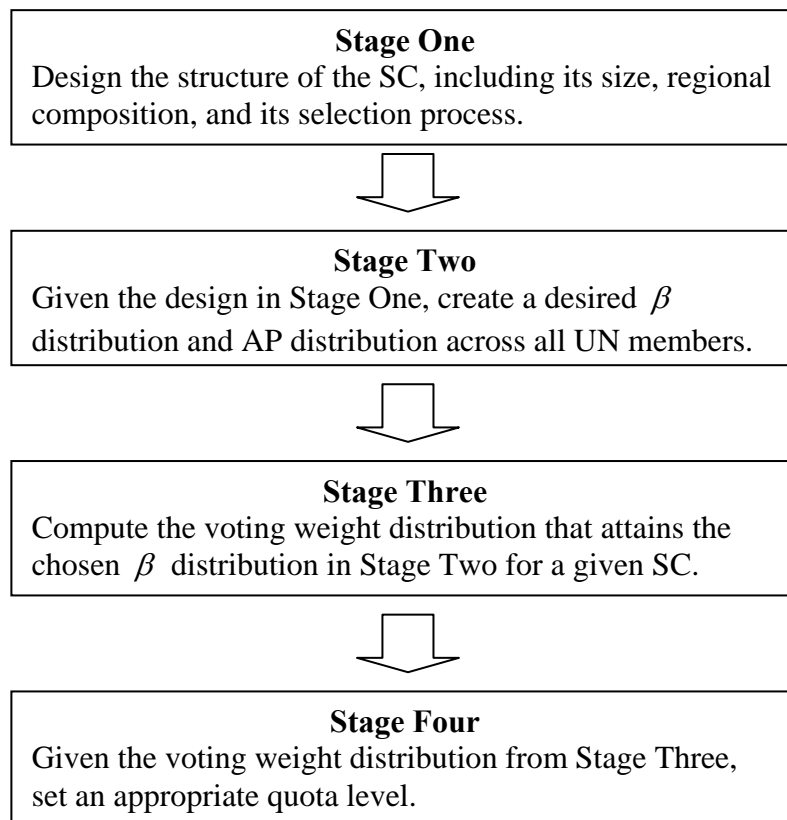 Stage One
Design the structure of the SC, including its size, regional
composition, and its selection process.
Stage Two
Given the design in Stage One, create a desired β
distribution and AP distribution across all UN members.
Stage Three
Compute the voting weight distribution that attains the
chosen β distribution in Stage Two for a given SC.
Stage Four
Given the voting weight distribution from Stage Three,
set an appropriate quota level.